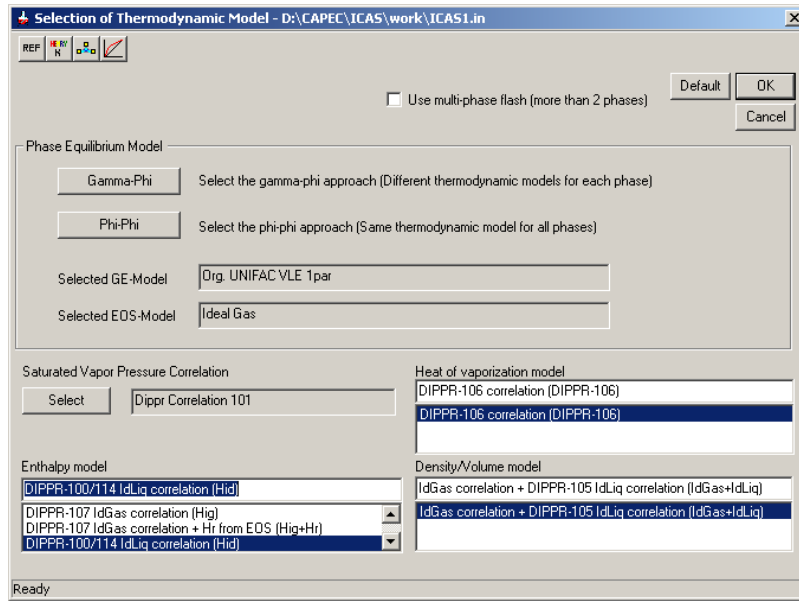 Selection of Thermodynamic Model - D:\CAPEC\ICAS\work\ICAS1.in
REF
HENRY K
Use multi-phase flash (more than 2 phases)
Default
OK
Cancel
Phase Equilibrium Model
Gamma-Phi
Select the gamma-phi approach (Different thermodynamic models for each phase)
Phi-Phi
Select the phi-phi approach (Same thermodynamic model for all phases)
Selected GE-Model
Org. UNIFAC VLE 1par
Selected EOS-Model
Ideal Gas
Saturated Vapor Pressure Correlation
Select
Dippr Correlation 101
Heat of vaporization model
DIPPR-106 correlation (DIPPR-106)
DIPPR-106 correlation (DIPPR-106)
Enthalpy model
DIPPR-100/114 IdLiq correlation (Hid)
DIPPR-107 IdGas correlation (Hig)
DIPPR-107 IdGas correlation + Hr from EOS (Hig+Hr)
DIPPR-100/114 IdLiq correlation (Hid)
Density/Volume model
IdGas correlation + DIPPR-105 IdLiq correlation (IdGas+IdLiq)
IdGas correlation + DIPPR-105 IdLiq correlation (IdGas+IdLiq)
Ready